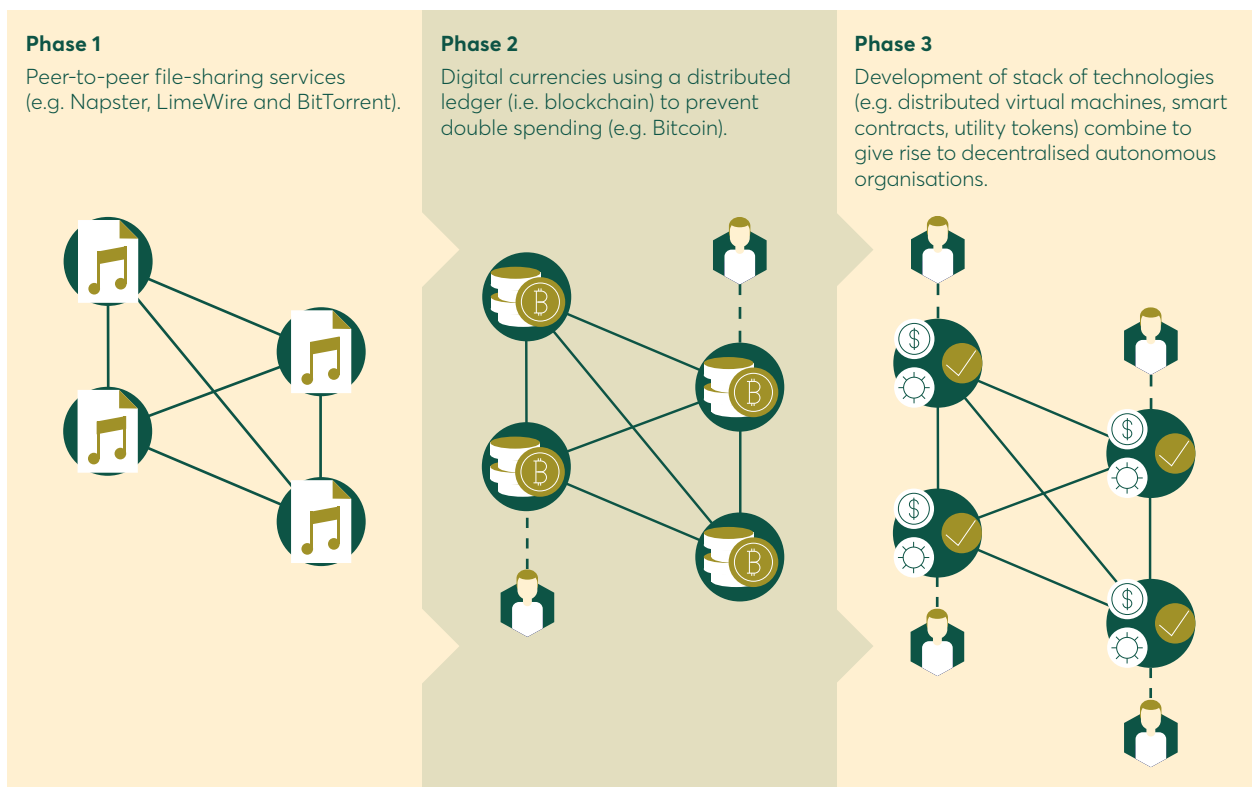 Phase 1
Peer-to-peer file-sharing services
(e.g. Napster, LimeWire and BitTorrent).
Phase 2
Digital currencies using a distributed
ledger (i.e. blockchain) to prevent
double spending (e.g. Bitcoin).
Phase 3
Development of stack of technologies
(e.g. distributed virtual machines, smart
contracts, utility tokens) combine to
give rise to decentralised autonomous
organisations.